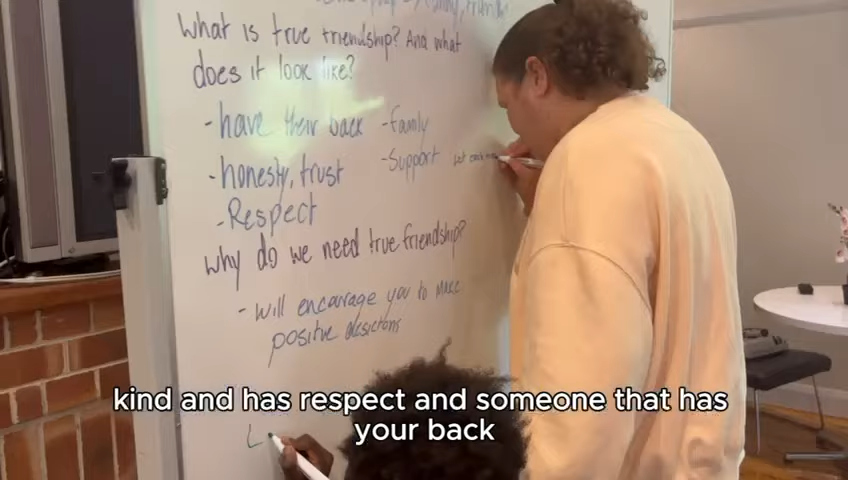 What is true friendship? And what
does it look like?
-have their back -Family
-honesty, trust -Support
-Respect
why do we need true friendship?
- will encourage you to make
positive
kind and has respect and someone that has
your back